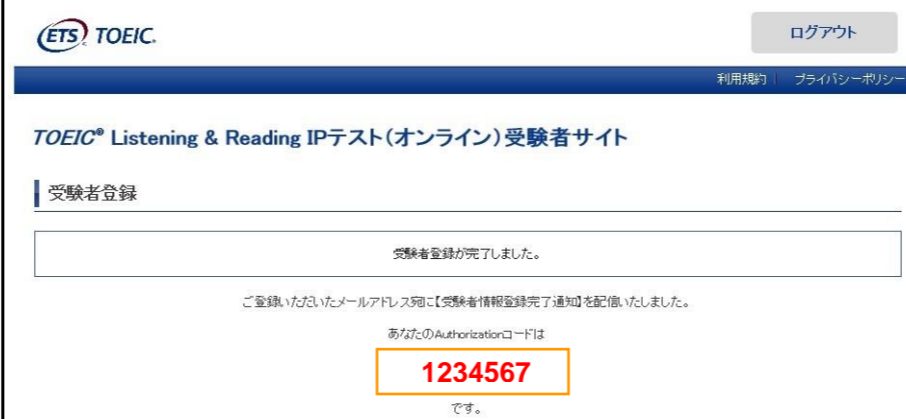 ETS TOEIC.
ログアウト
利用規約 | プライバシーポリシー
TOEIC® Listening & Reading IPテスト(オンライン)受験者サイト
受験者登録
受験者登録が完了しました。
ご登録いただいたメールアドレス宛に【受験者情報登録完了通知】を配信いたしました。
あなたのAuthorizationコードは
1234567
です。